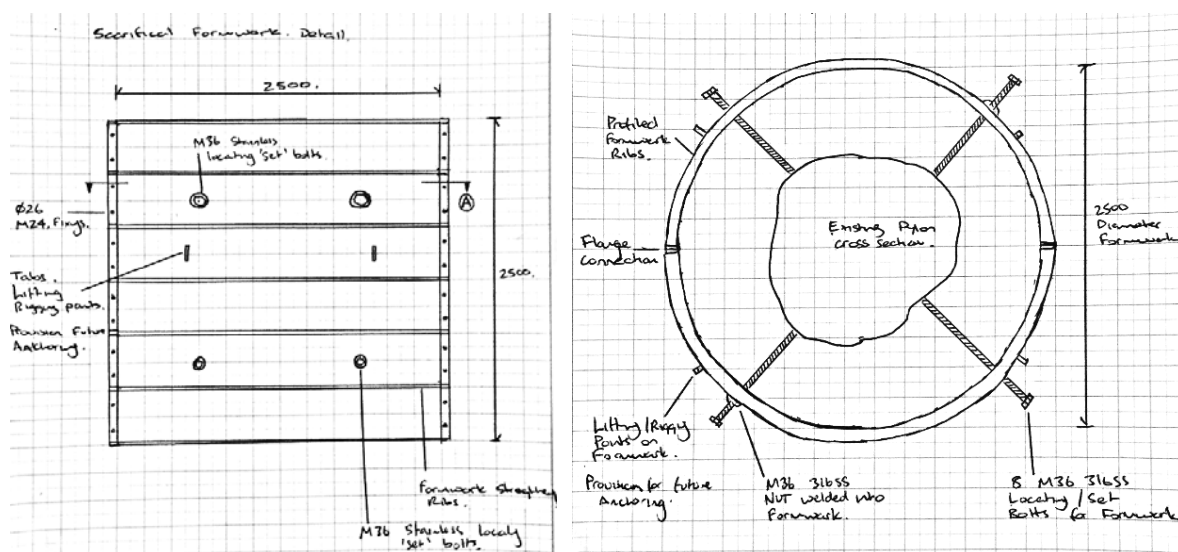 Sacrifical Formwork. Detail.
2500.
M36 Stainless
locating 'set' bolts
A
Ø26
M24. Fixings.
Tabs.
Lifting
Rigging points.
Provision Future
Anchoring.
2500.
Formwork Strengthen
Ribs.
M36 Stainless
'set' bolts.
Profiled
Formwork
Ribs.
Flange
Connection
Existing Pylon
cross section.
2500
Diameter
Formwork
Lifting/Rigging
Points on
Formwork.
Provision for future
Anchoring.
M36 316SS
NUT welded into
Formwork.
8 M36 316SS
Locating/Set
Bolts for Formwork